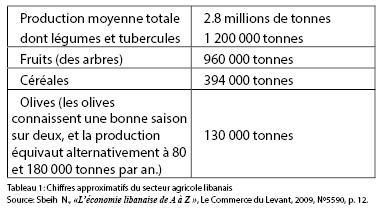 Production moyenne totale
dont légumes et tubercules
2.8 millions de tonnes
1 200 000 tonnes
Fruits (des arbres)
960 000 tonnes
Céréales
394 000 tonnes
Olives (les olives
connaissent une bonne saison
sur deux, et la production
équivaut alternativement à 80
et 180 000 tonnes par an.)
130 000 tonnes
Tableau 1: Chiffres approximatifs du secteur agricole libanais
Source: Sbeih N., «L'économie libanaise de A à Z », Le Commerce du Levant, 2009, Nº5590, p. 12.